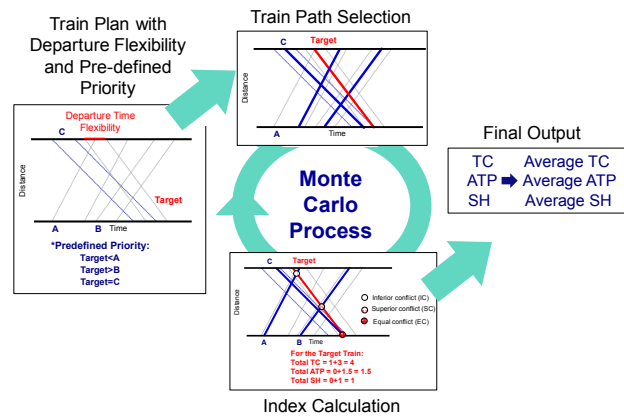 Train Plan with
Departure Flexibility
and Pre-defined
Priority
Departure Time
Flexibility
C
Distance
Target
A
B
Time
*Predefined Priority:
Target<A
Target>B
Target=C
Train Path Selection
C
Target
Distance
A
Time
Monte
Carlo
Process
C
Target
Distance
Inferior conflict (IC)
Superior conflict (SC)
Equal conflict (EC)
A
B
Time
For the Target Train:
Total TC = 1+3 = 4
Total ATP = 0+1.5 = 1.5
Total SH = 0+1 = 1
Index Calculation
Final Output
TC Average TC
ATP Average ATP
SH Average SH